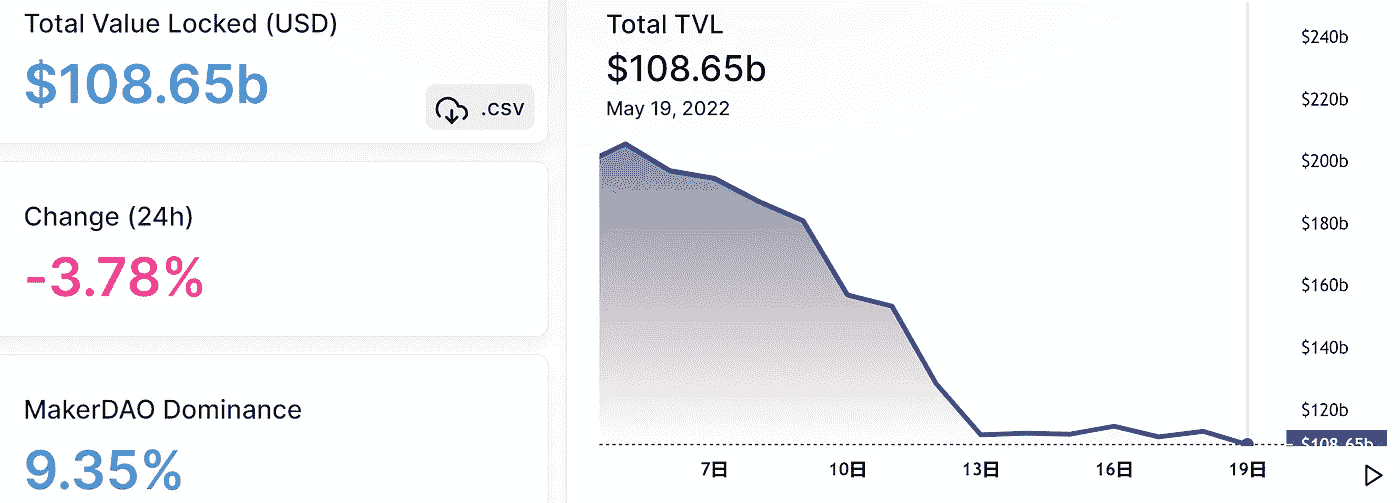 Total Value Locked (USD)
$108.65b
.csv
Change (24h)
-3.78%
MakerDAO Dominance
9.35%
Total TVL
$108.65b
May 19, 2022
$240b
$220b
$200b
$180b
$160b
$140b
$120b
$108.65b
7日 10日 13日 16日 19日